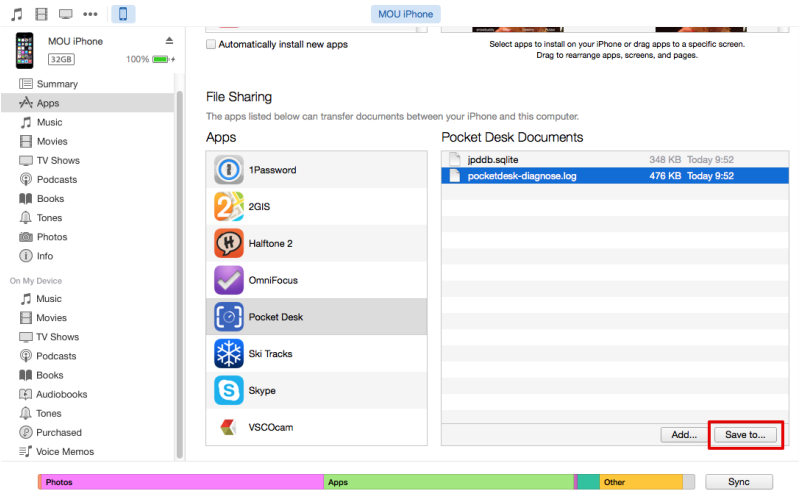 MOU iPhone
MOU iPhone
32GB
100%
Summary
Apps
Music
Movies
TV Shows
Podcasts
Books
Tones
Photos
Info
On My Device
Music
Movies
TV Shows
Podcasts
Books
Audiobooks
Tones
Purchased
Voice Memos
Automatically install new apps
Select apps to install on your iPhone or drag apps to a specific screen.
Drag to rearrange apps, screens, and pages.
File Sharing
The apps listed below can transfer documents between your iPhone and this computer.
Apps
1Password
2GIS
Halftone 2
OmniFocus
Pocket Desk
Ski Tracks
Skype
VSCOcam
Pocket Desk Documents
jpddb.sqlite 348 KB Today 9:52
pocketdesk-diagnose.log 476 KB Today 9:52
Add... Save to...
Photos Apps Other Sync